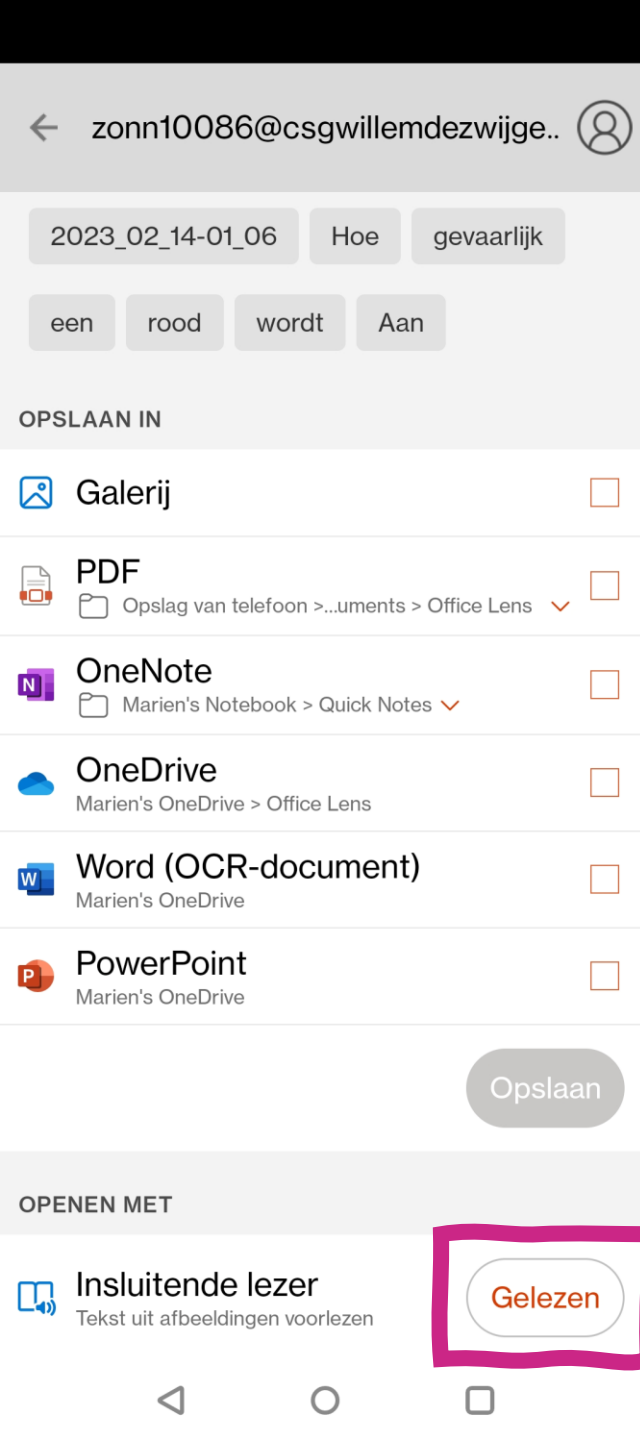 zonn10086@csgwillemdezwijge..
2023_02_14-01_06 Hoe gevaarlijk
een rood wordt Aan
OPSLAAN IN
Galerij
PDF
Opslag van telefoon >...uments > Office Lens
N OneNote
Marien's Notebook > Quick Notes
OneDrive
Marien's OneDrive > Office Lens
W Word (OCR-document)
Marien's OneDrive
P PowerPoint
Marien's OneDrive
Opslaan
OPENEN MET
Insluitende lezer
Tekst uit afbeeldingen voorlezen
Gelezen